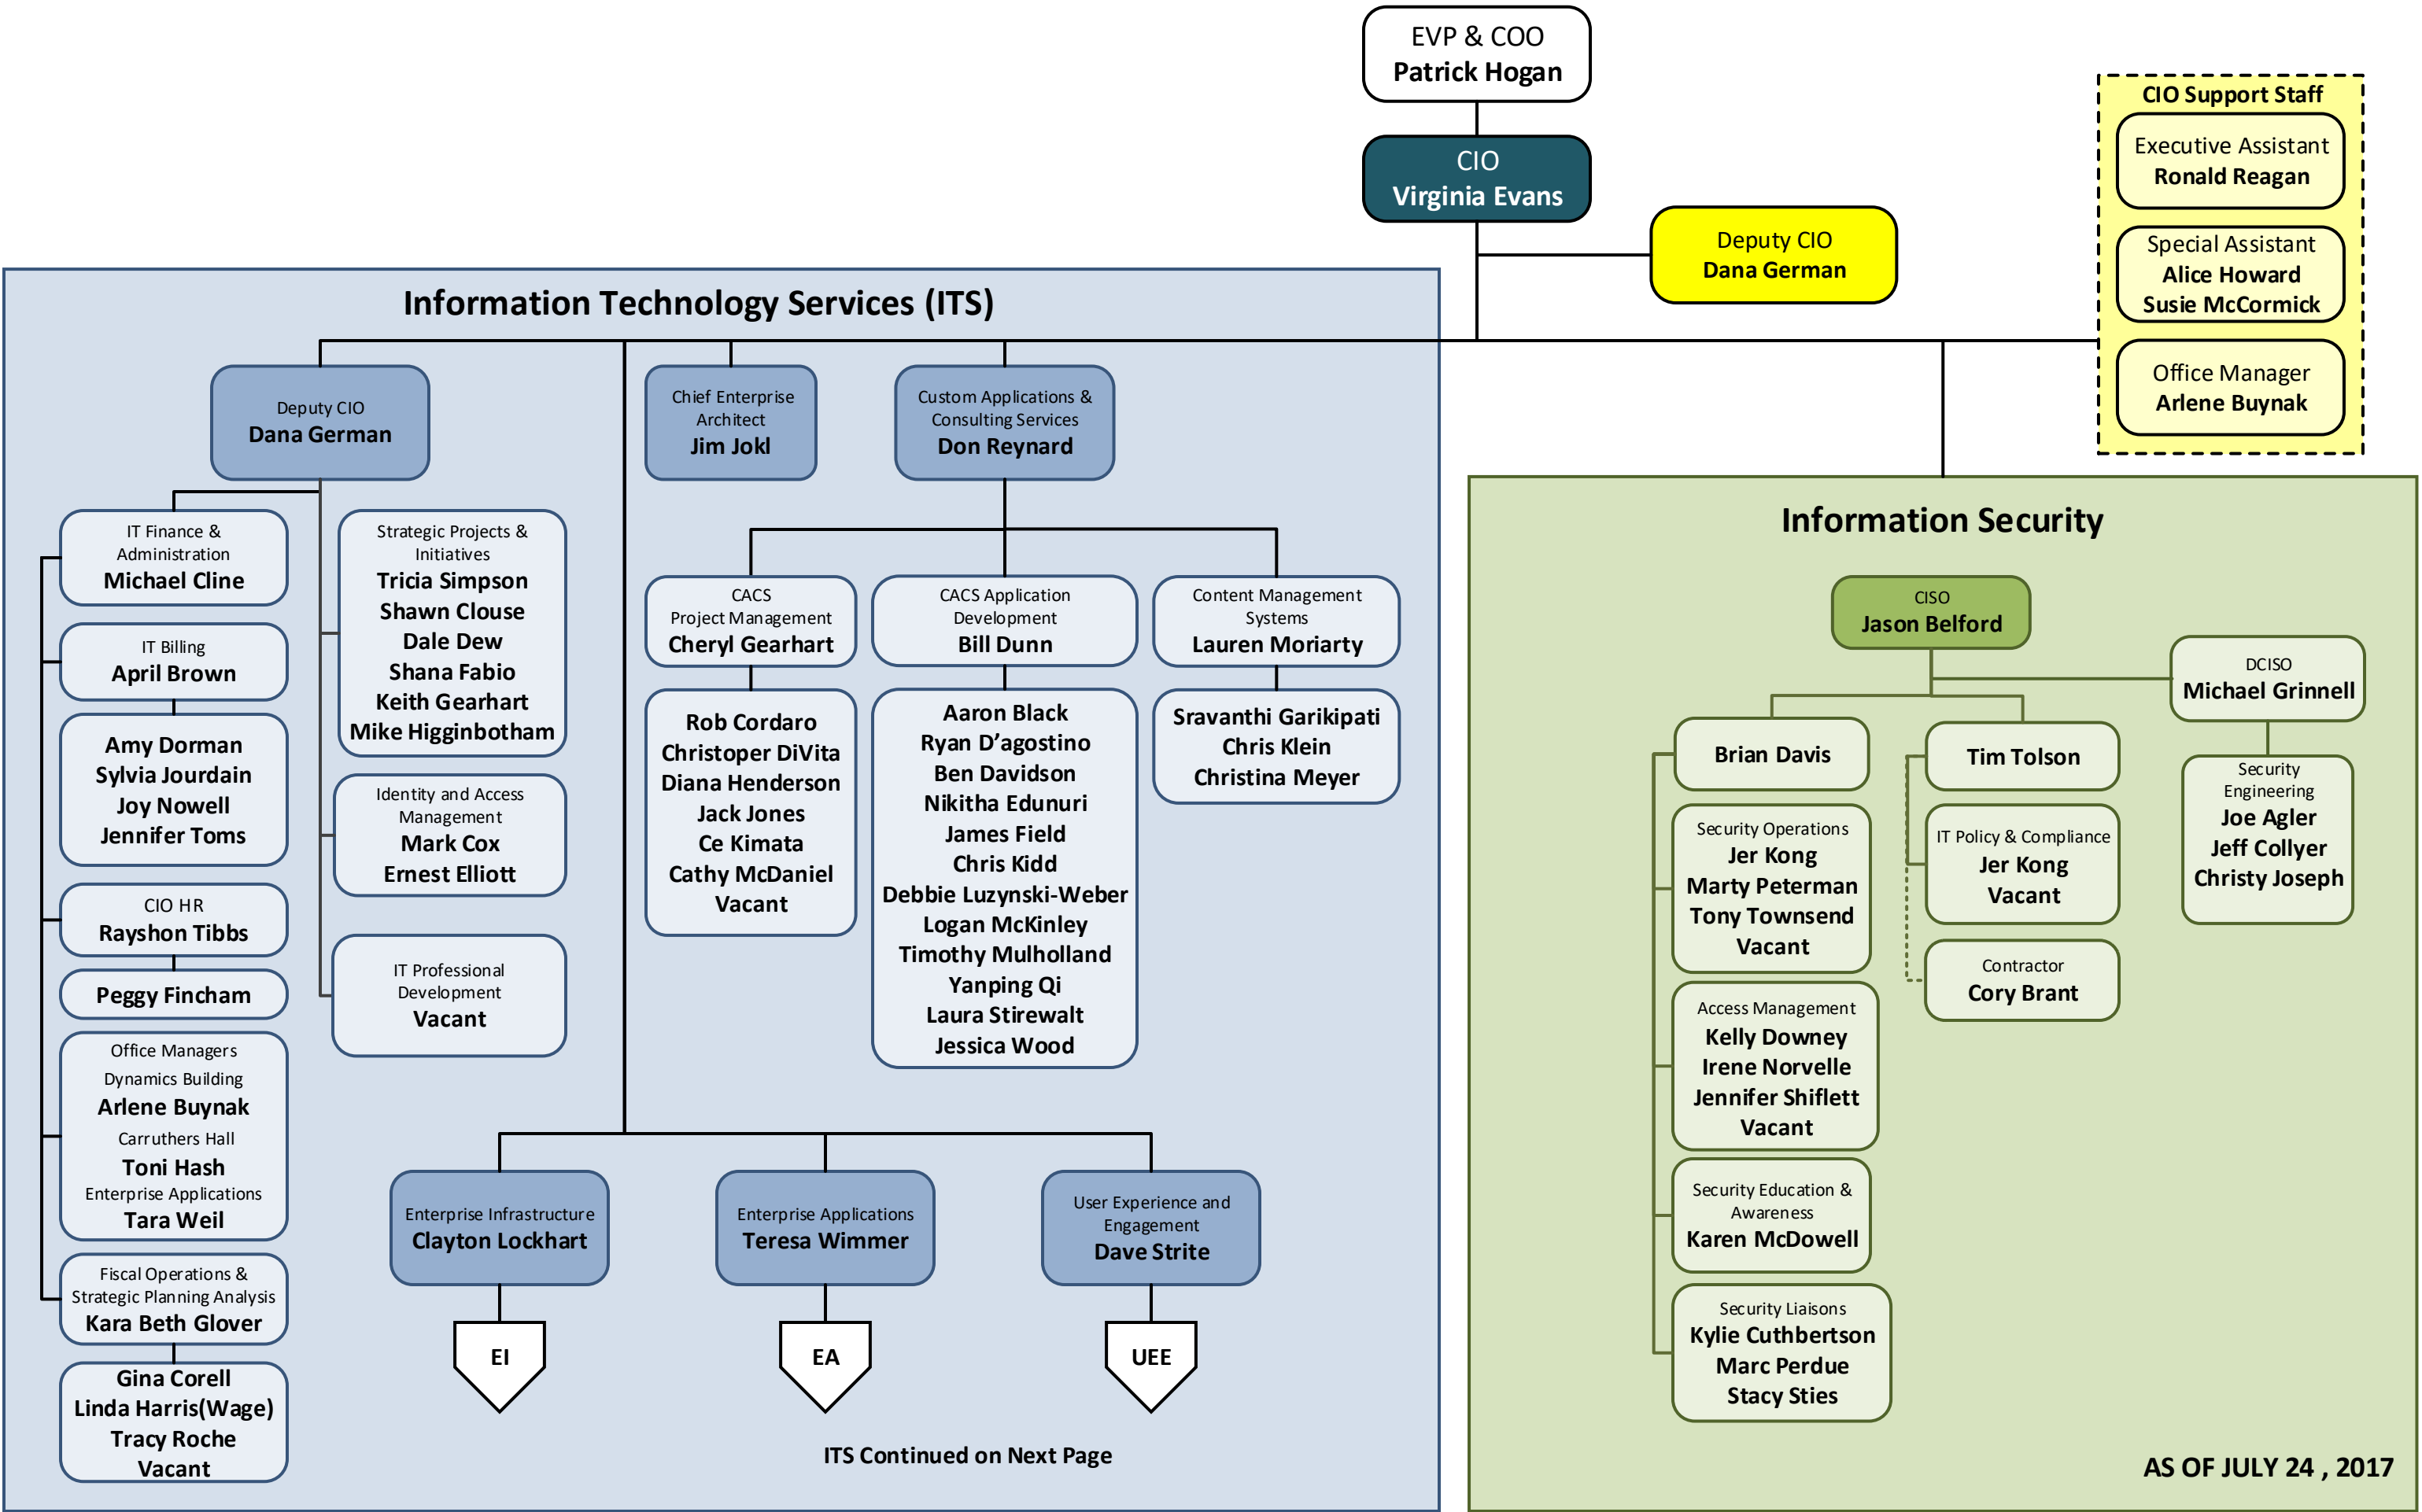 EVP & COO
Patrick Hogan
CIO
Virginia Evans
Deputy CIO
Dana German
CIO Support Staff
Executive Assistant
Ronald Reagan
Special Assistant
Alice Howard
Susie McCormick
Office Manager
Arlene Buynak
Information Technology Services (ITS)
Deputy CIO
Dana German
Chief Enterprise
Architect
Jim Jokl
Custom Applications &
Consulting Services
Don Reynard
IT Finance &
Administration
Michael Cline
IT Billing
April Brown
Amy Dorman
Sylvia Jourdain
Joy Nowell
Jennifer Toms
CIO HR
Rayshon Tibbs
Peggy Fincham
Office Managers
Dynamics Building
Arlene Buynak
Carruthers Hall
Toni Hash
Enterprise Applications
Tara Weil
Fiscal Operations &
Strategic Planning Analysis
Kara Beth Glover
Gina Corell
Linda Harris(Wage)
Tracy Roche
Vacant
Strategic Projects &
Initiatives
Tricia Simpson
Shawn Clouse
Dale Dew
Shana Fabio
Keith Gearhart
Mike Higginbotham
Identity and Access
Management
Mark Cox
Ernest Elliott
IT Professional
Development
Vacant
CACS
Project Management
Cheryl Gearhart
Rob Cordaro
Christoper DiVita
Diana Henderson
Jack Jones
Ce Kimata
Cathy McDaniel
Vacant
CACS Application
Development
Bill Dunn
Aaron Black
Ryan D’agostino
Ben Davidson
Nikitha Edunuri
James Field
Chris Kidd
Debbie Luzynski-Weber
Logan McKinley
Timothy Mulholland
Yanping Qi
Laura Stirewalt
Jessica Wood
Content Management
Systems
Lauren Moriarty
Sravanthi Garikipati
Chris Klein
Christina Meyer
Enterprise Infrastructure
Clayton Lockhart
EI
Enterprise Applications
Teresa Wimmer
EA
User Experience and
Engagement
Dave Strite
UEE
ITS Continued on Next Page
Information Security
CISO
Jason Belford
DCISO
Michael Grinnell
Security
Engineering
Joe Agler
Jeff Collyer
Christy Joseph
Brian Davis
Security Operations
Jer Kong
Marty Peterman
Tony Townsend
Vacant
Access Management
Kelly Downey
Irene Norvelle
Jennifer Shiflett
Vacant
Security Education &
Awareness
Karen McDowell
Security Liaisons
Kylie Cuthbertson
Marc Perdue
Stacy Sties
Tim Tolson
IT Policy & Compliance
Jer Kong
Vacant
Contractor
Cory Brant
AS OF JULY 24 , 2017